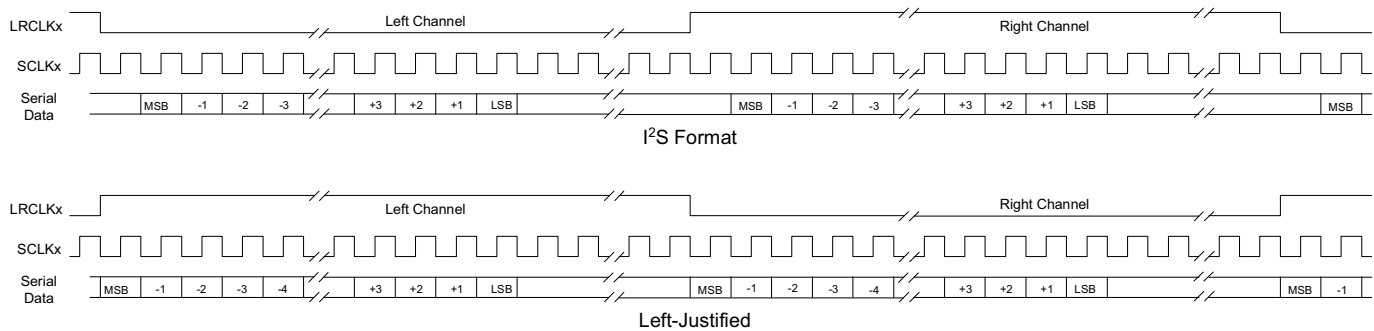 LRCLKx Left Channel Right Channel
SCLKx
Serial Data MSB -1 -2 -3 +3 +2 +1 LSB MSB -1 -2 -3 +3 +2 +1 LSB MSB
I²S Format
LRCLKx Left Channel Right Channel
SCLKx
Serial Data MSB -1 -2 -3 -4 +3 +2 +1 LSB MSB -1 -2 -3 -4 +3 +2 +1 LSB MSB -1
Left-Justified